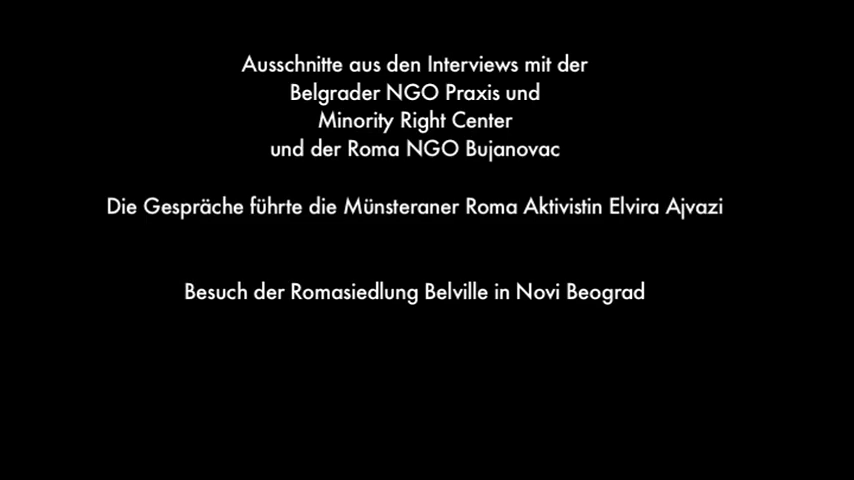 Ausschnitte aus den Interviews mit der
Belgrader NGO Praxis und
Minority Right Center
und der Roma NGO Bujanovac
Die Gespräche führte die Münsteraner Roma Aktivistin Elvira Ajvazi
Besuch der Romasiedlung Belville in Novi Beograd